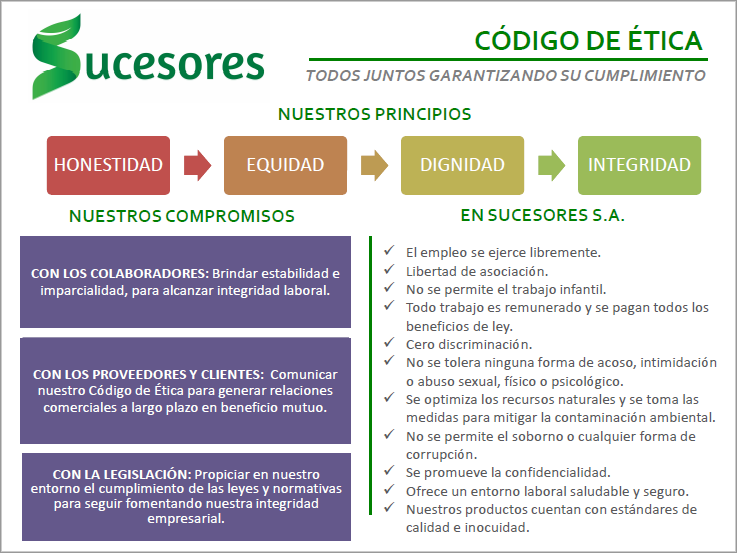 Sucesores
CÓDIGO DE ÉTICA
TODOS JUNTOS GARANTIZANDO SU CUMPLIMIENTO
NUESTROS PRINCIPIOS
HONESTIDAD
EQUIDAD
DIGNIDAD
INTEGRIDAD
NUESTROS COMPROMISOS
CON LOS COLABORADORES: Brindar estabilidad e
imparcialidad, para alcanzar integridad laboral.
CON LOS PROVEEDORES Y CLIENTES: Comunicar
nuestro Código de Ética para generar relaciones
comerciales a largo plazo en beneficio mutuo.
CON LA LEGISLACIÓN: Propiciar en nuestro
entorno el cumplimiento de las leyes y normativas
para seguir fomentando nuestra integridad
empresarial.
EN SUCESORES S.A.
✓ El empleo se ejerce libremente.
✓ Libertad de asociación.
✓ No se permite el trabajo infantil.
✓ Todo trabajo es remunerado y se pagan todos los
beneficios de ley.
✓ Cero discriminación.
✓ No se tolera ninguna forma de acoso, intimidación
o abuso sexual, físico o psicológico.
✓ Se optimiza los recursos naturales y se toma las
medidas para mitigar la contaminación ambiental.
✓ No se permite el soborno o cualquier forma de
corrupción.
✓ Se promueve la confidencialidad.
✓ Ofrece un entorno laboral saludable y seguro.
✓ Nuestros productos cuentan con estándares de
calidad e inocuidad.